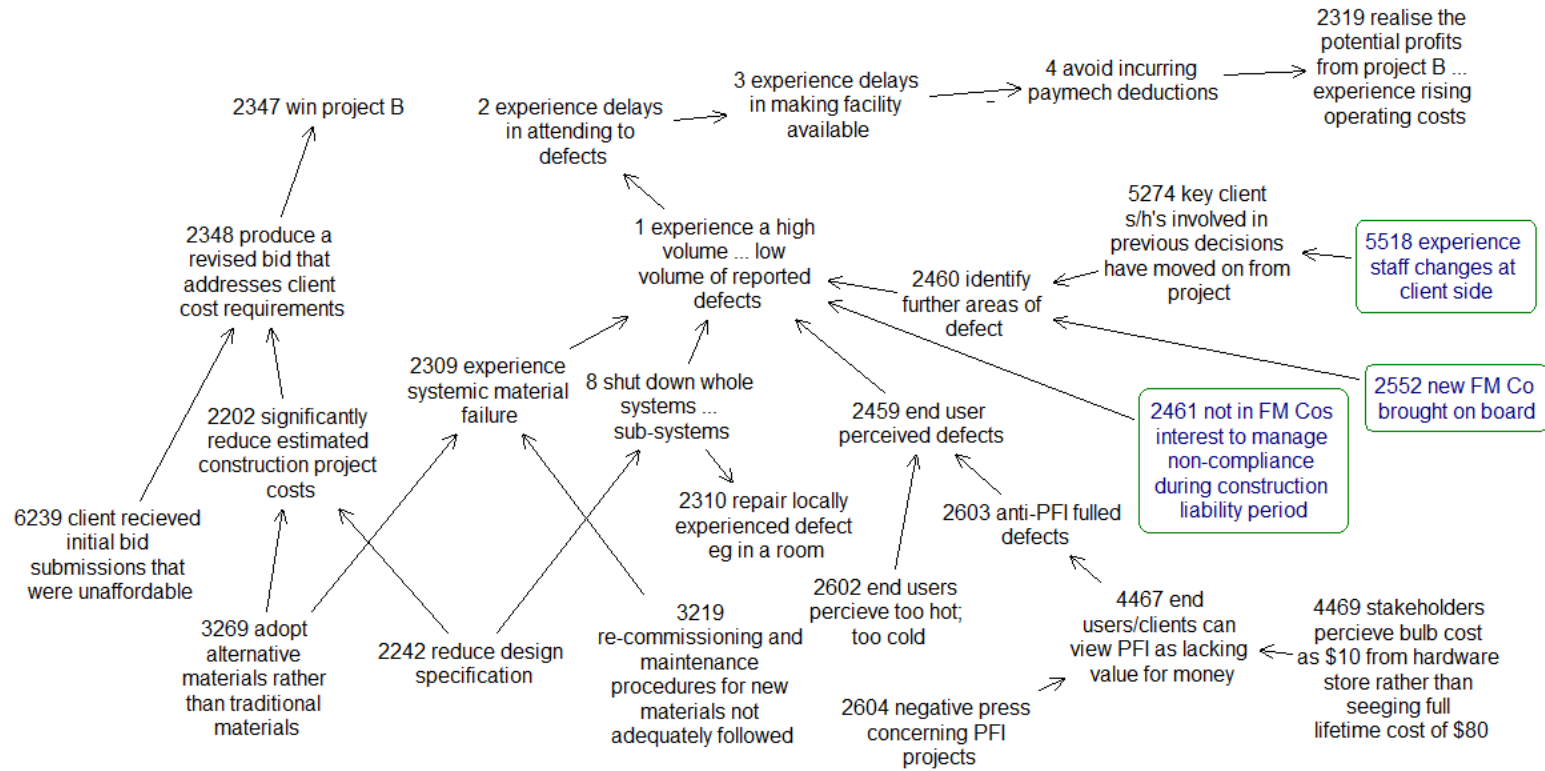 2319 realise the
potential profits
from project B ...
experience rising
operating costs
4 avoid incurring
paymech deductions
3 experience delays
in making facility
available
2347 win project B
2 experience delays
in attending to
defects
5274 key client
s/h's involved in
previous decisions
have moved on from
project
5518 experience
staff changes at
client side
1 experience a high
volume ... low
volume of reported
defects
2348 produce a
revised bid that
addresses client
cost requirements
2460 identify
further areas of
defect
2309 experience
systemic material
failure
8 shut down whole
systems ...
sub-systems
2552 new FM Co
brought on board
2459 end user
perceived defects
2461 not in FM Cos
interest to manage
non-compliance
during construction
liability period
2202 significantly
reduce estimated
construction project
costs
2310 repair locally
experienced defect
eg in a room
2603 anti-PFI fulled
defects
6239 client recieved
initial bid
submissions that
were unaffordable
2602 end users
percieve too hot;
too cold
4467 end
users/clients can
view PFI as lacking
value for money
4469 stakeholders
percieve bulb cost
as $10 from hardware
store rather than
seeging full
lifetime cost of $80
3269 adopt
alternative
materials rather
than traditional
materials
2242 reduce design
specification
3219
re-commissioning and
maintenance
procedures for new
materials not
adequately followed
2604 negative press
concerning PFI
projects